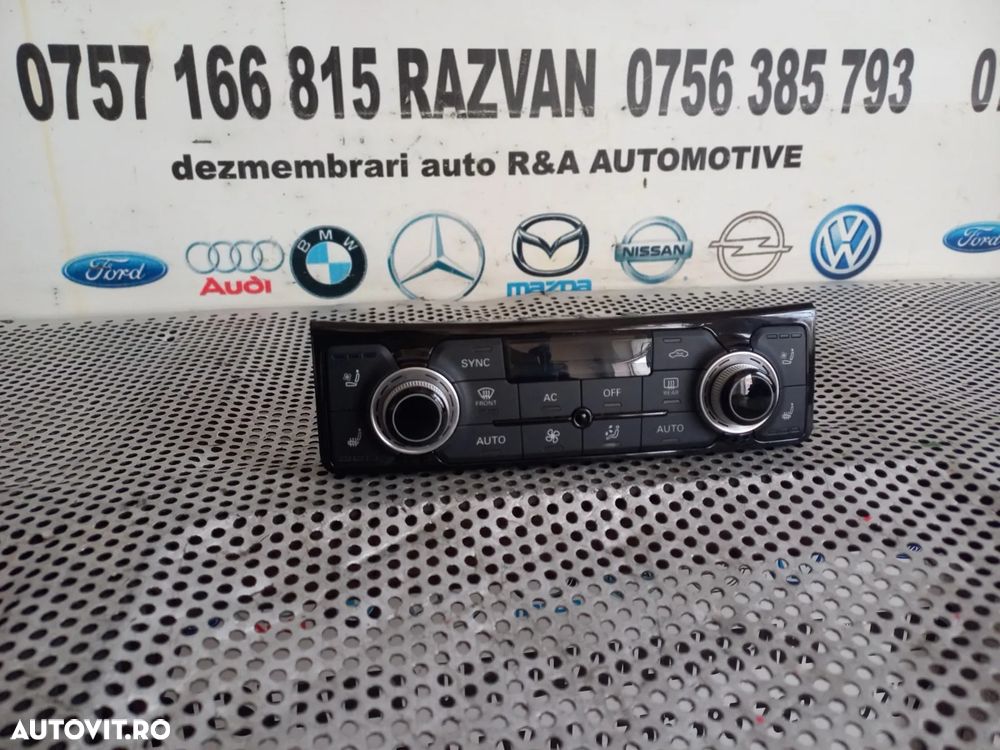 0757 166 815 RAZVAN 0756 385 793
dezmembrari auto R&A AUTOMOTIVE
Ford Audi BMW mazda NISSAN Ford
SYNC
FRONT AC OFF REAR
AUTO AUTO
AUTOVIT.RO